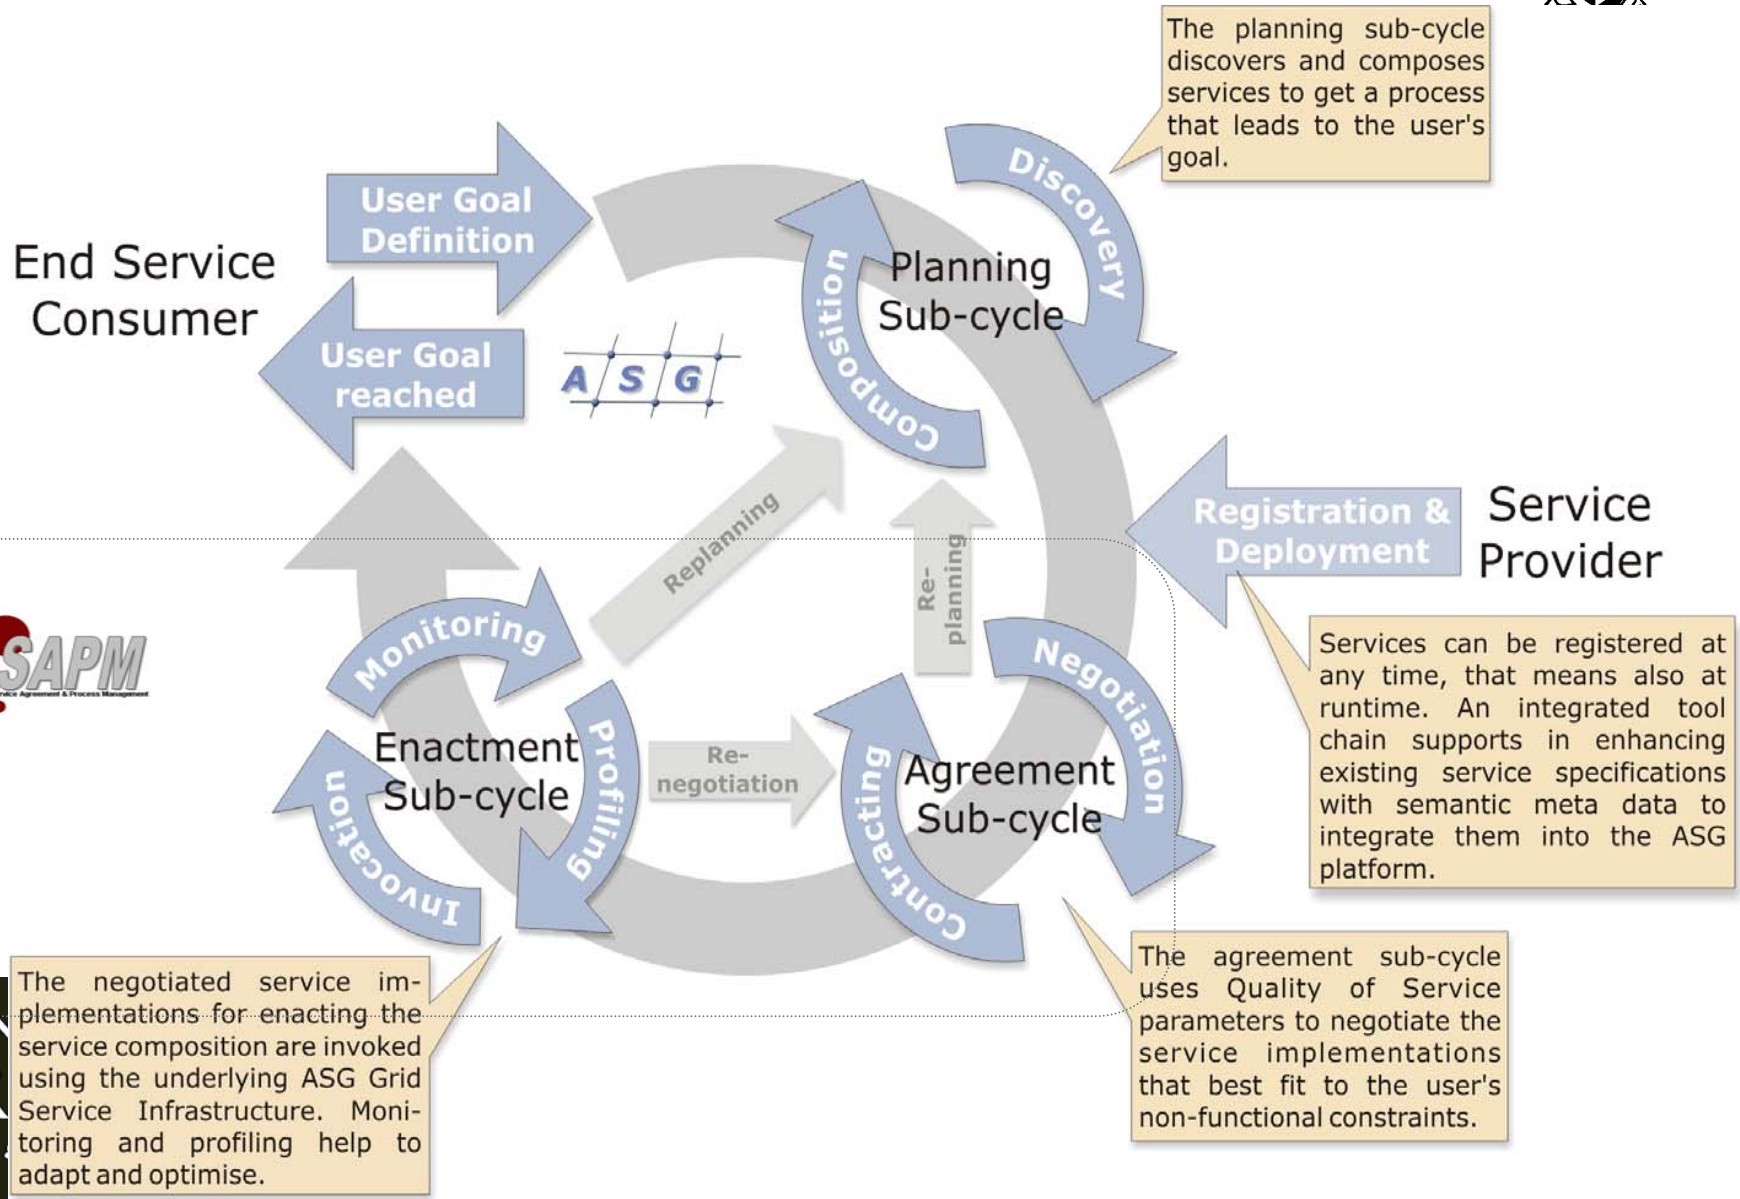 The planning sub-cycle
discovers and composes
services to get a process
that leads to the user's
goal.
User Goal
Definition
Discovery
End Service
Consumer
Composition
Planning
Sub-cycle
User Goal
reached
A S G
Registration &
Deployment
Service
Provider
Replanning
Re-
planning
SAPM
Service Agreement & Process Management
Monitoring
Negotiation
Services can be registered at
any time, that means also at
runtime. An integrated tool
chain supports in enhancing
existing service specifications
with semantic meta data to
integrate them into the ASG
platform.
Enactment
Sub-cycle
Profiling
Invocation
Re-
negotiation
Contracting
Agreement
Sub-cycle
The negotiated service im-
plementations for enacting the
service composition are invoked
using the underlying ASG Grid
Service Infrastructure. Moni-
toring and profiling help to
adapt and optimise.
The agreement sub-cycle
uses Quality of Service
parameters to negotiate the
service implementations
that best fit to the user's
non-functional constraints.